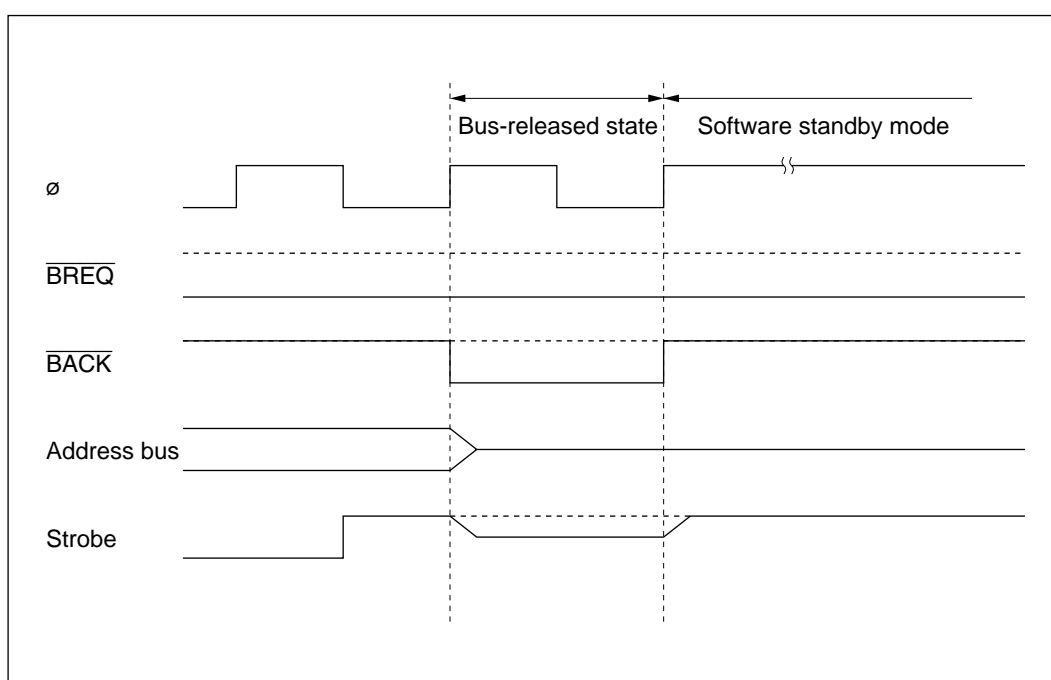 Bus-released state Software standby mode
ø
BREQ
BACK
Address bus
Strobe